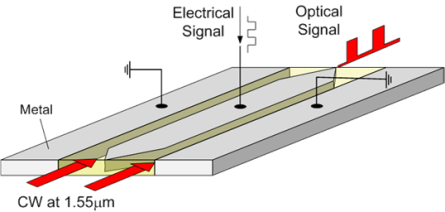 Electrical
Signal
Optical
Signal
Metal
CW at 1.55μm